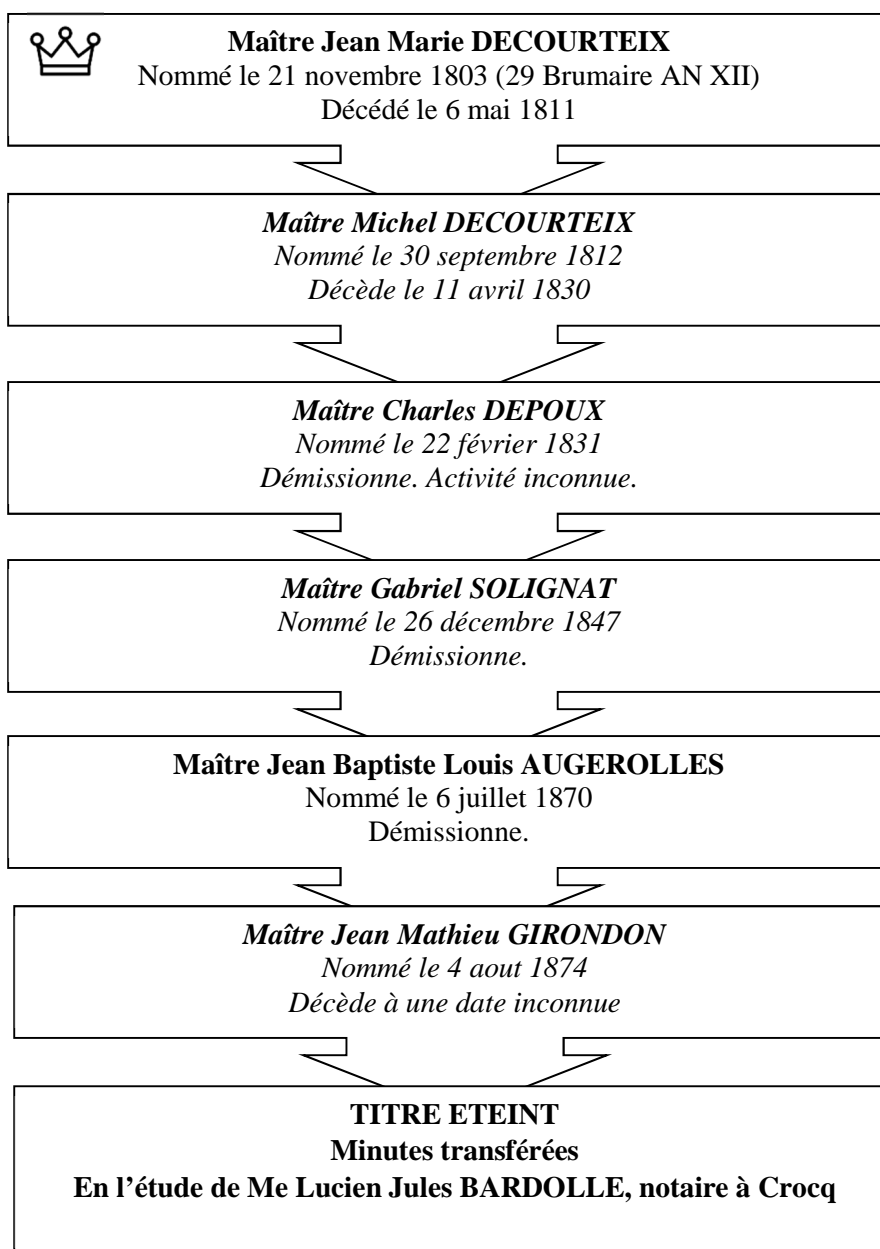 Maître Jean Marie DECOURTEIX
Nommé le 21 novembre 1803 (29 Brumaire AN XII)
Décédé le 6 mai 1811
Maître Michel DECOURTEIX
Nommé le 30 septembre 1812
Décède le 11 avril 1830
Maître Charles DEPOUX
Nommé le 22 février 1831
Démissionne. Activité inconnue.
Maître Gabriel SOLIGNAT
Nommé le 26 décembre 1847
Démissionne.
Maître Jean Baptiste Louis AUGEROLLES
Nommé le 6 juillet 1870
Démissionne.
Maître Jean Mathieu GIRONDON
Nommé le 4 aout 1874
Décède à une date inconnue
TITRE ETEINT
Minutes transférées
En l’étude de Me Lucien Jules BARDOLLE, notaire à Crocq